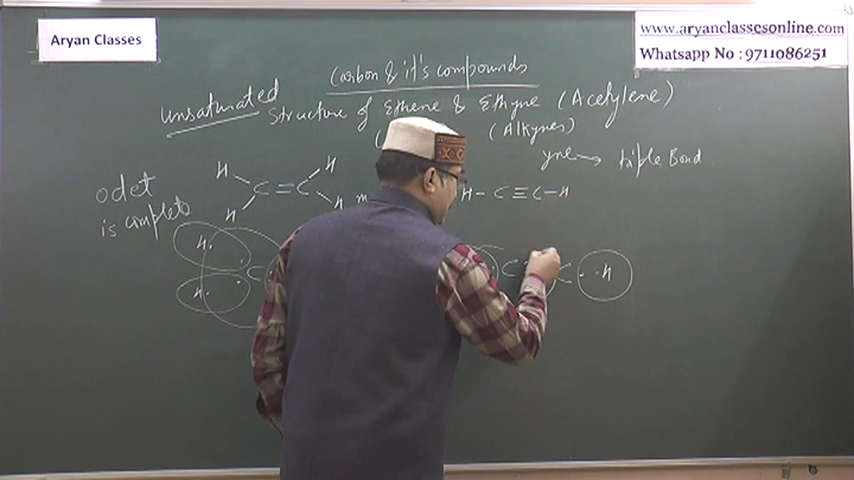 Aryan Classes
www.aryanclassesonline.com
Whatsapp No : 9711086251
Carbon & it's compounds
unsaturated
Structure of Ethene & Ethyne (Acetylene)
(Alkynes)
yne → triple Bond
odet
is complete
H H
C = C
H H
H - C ≡ C - H
H C
H
C C H